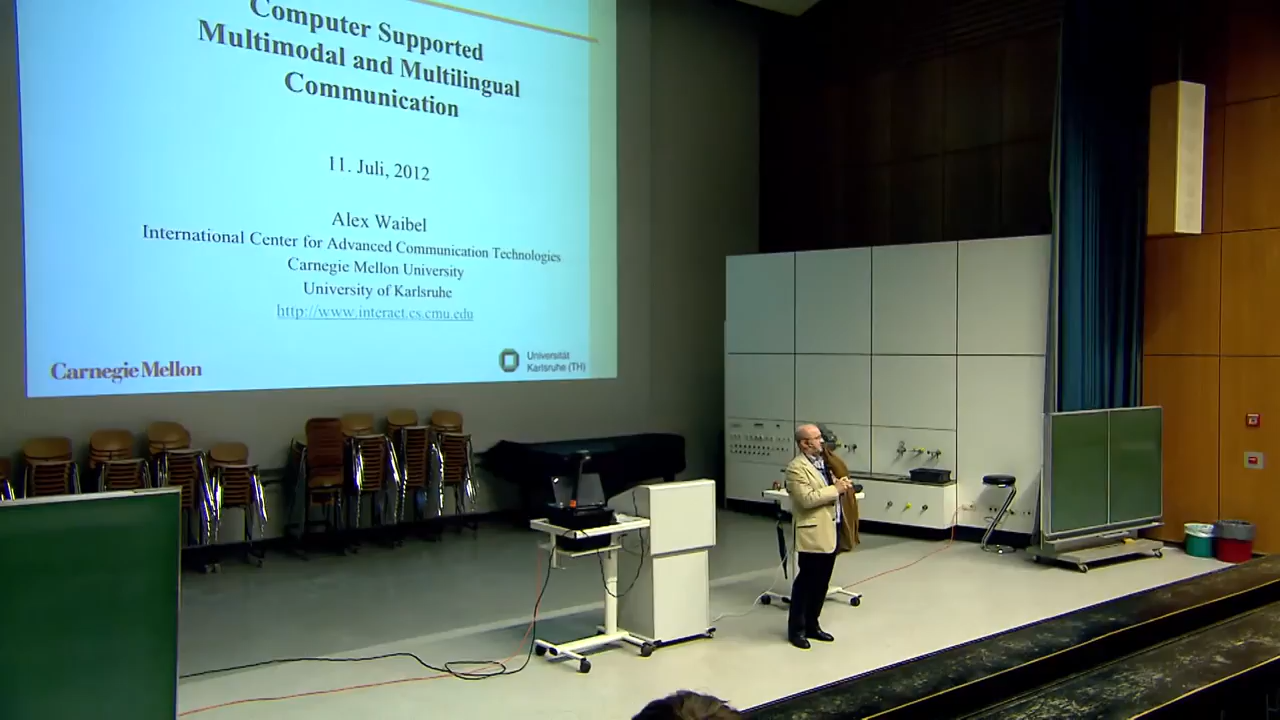 Computer Supported
Multimodal and Multilingual
Communication
11. Juli, 2012
Alex Waibel
International Center for Advanced Communication Technologies
Carnegie Mellon University
University of Karlsruhe
http://www.interact.cs.cmu.edu
Carnegie Mellon
Universität
Karlsruhe (TH)